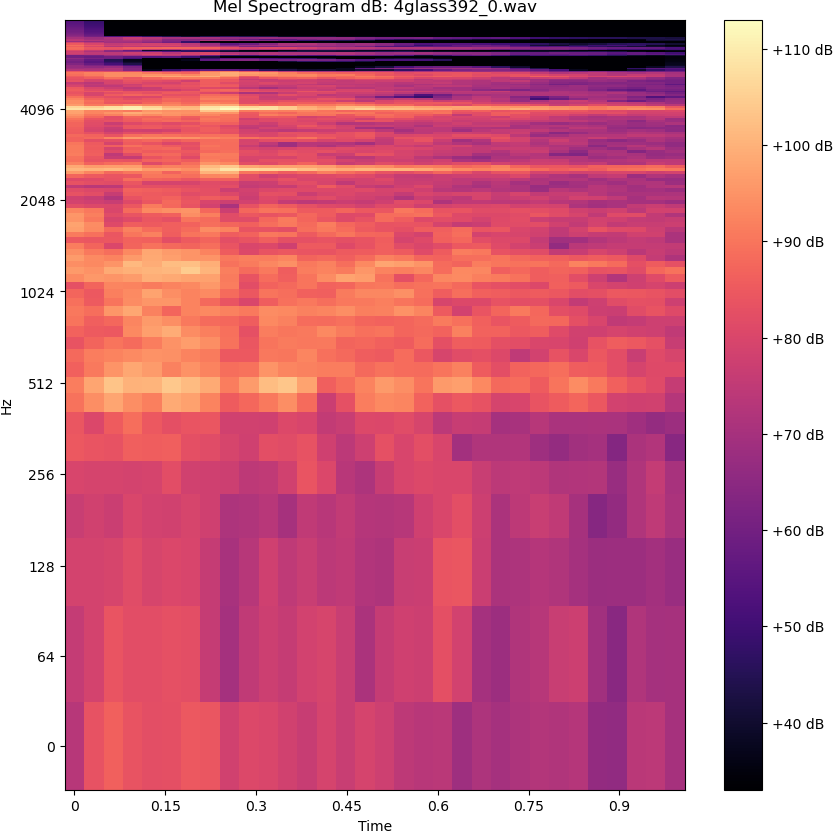 Mel Spectrogram dB: 4glass392_0.wav
+110 dB
+100 dB
+90 dB
+80 dB
+70 dB
+60 dB
+50 dB
+40 dB
Hz
4096
2048
1024
512
256
128
64
0
0 0.15 0.3 0.45 0.6 0.75 0.9
Time